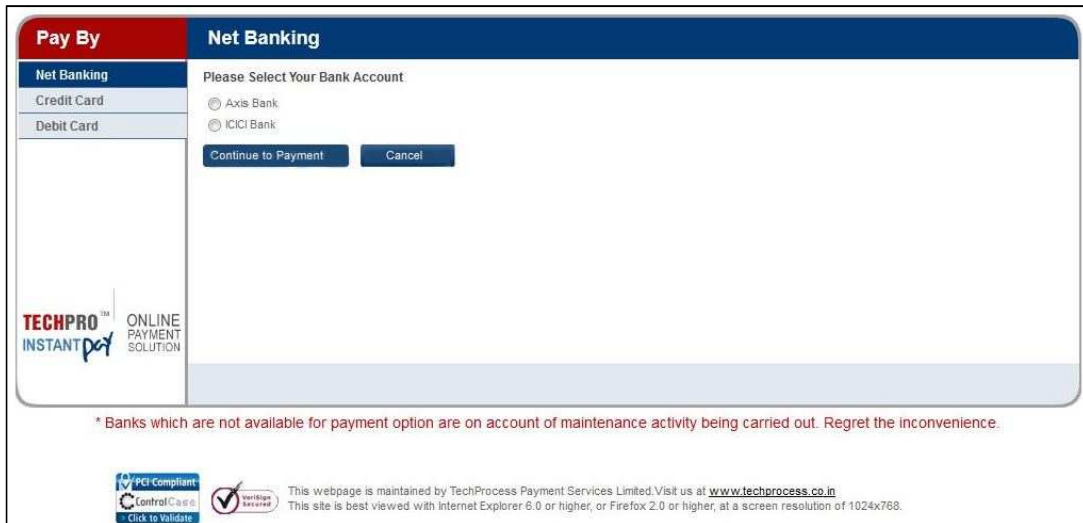 Pay By
Net Banking
Net Banking
Credit Card
Debit Card
Please Select Your Bank Account
Axis Bank
ICICI Bank
Continue to Payment
Cancel
TECHPRO™
INSTANT pay
ONLINE
PAYMENT
SOLUTION
* Banks which are not available for payment option are on account of maintenance activity being carried out. Regret the inconvenience.
PCI Compliant
ControlCase
> Click to Validate
VeriSign
Secured
This webpage is maintained by TechProcess Payment Services Limited.Visit us at www.techprocess.co.in
This site is best viewed with Internet Explorer 6.0 or higher, or Firefox 2.0 or higher, at a screen resolution of 1024x768.